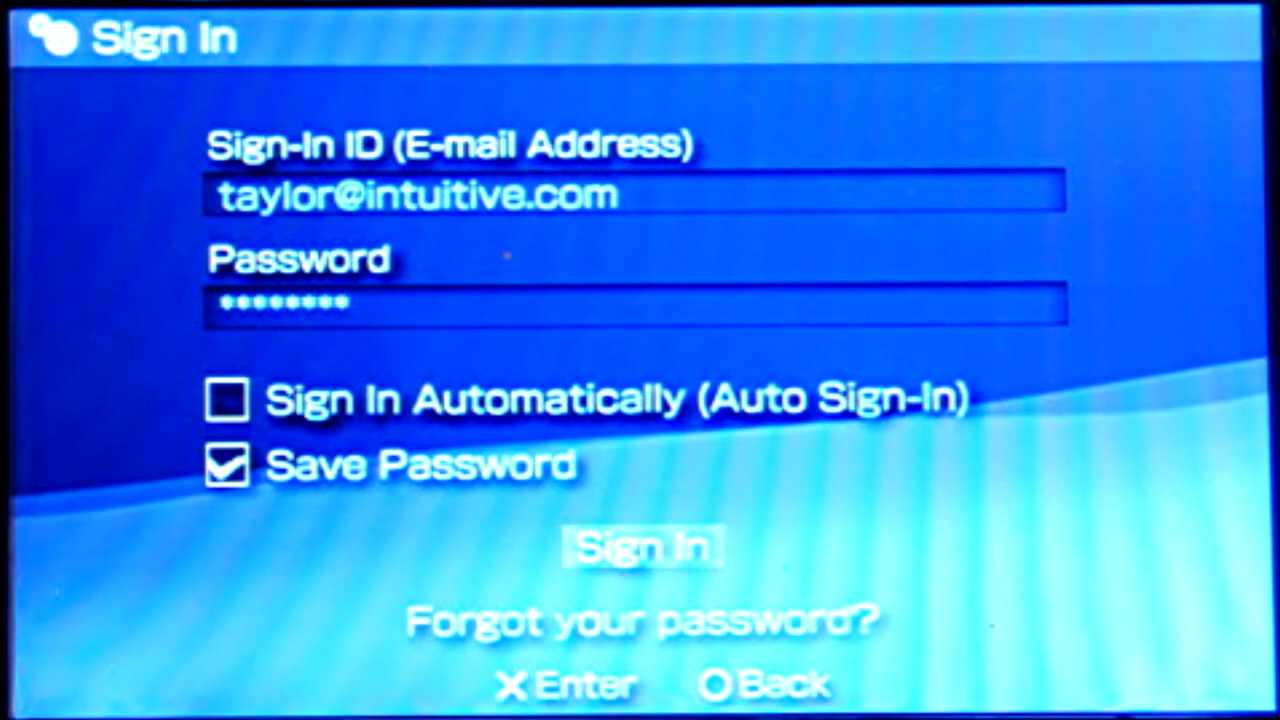 Sign In
Sign-In ID (E-mail Address)
taylor@intuitive.com
Password
********
Sign In Automatically (Auto Sign-In)
Save Password
Sign In
Forgot your password?
X Enter O Back